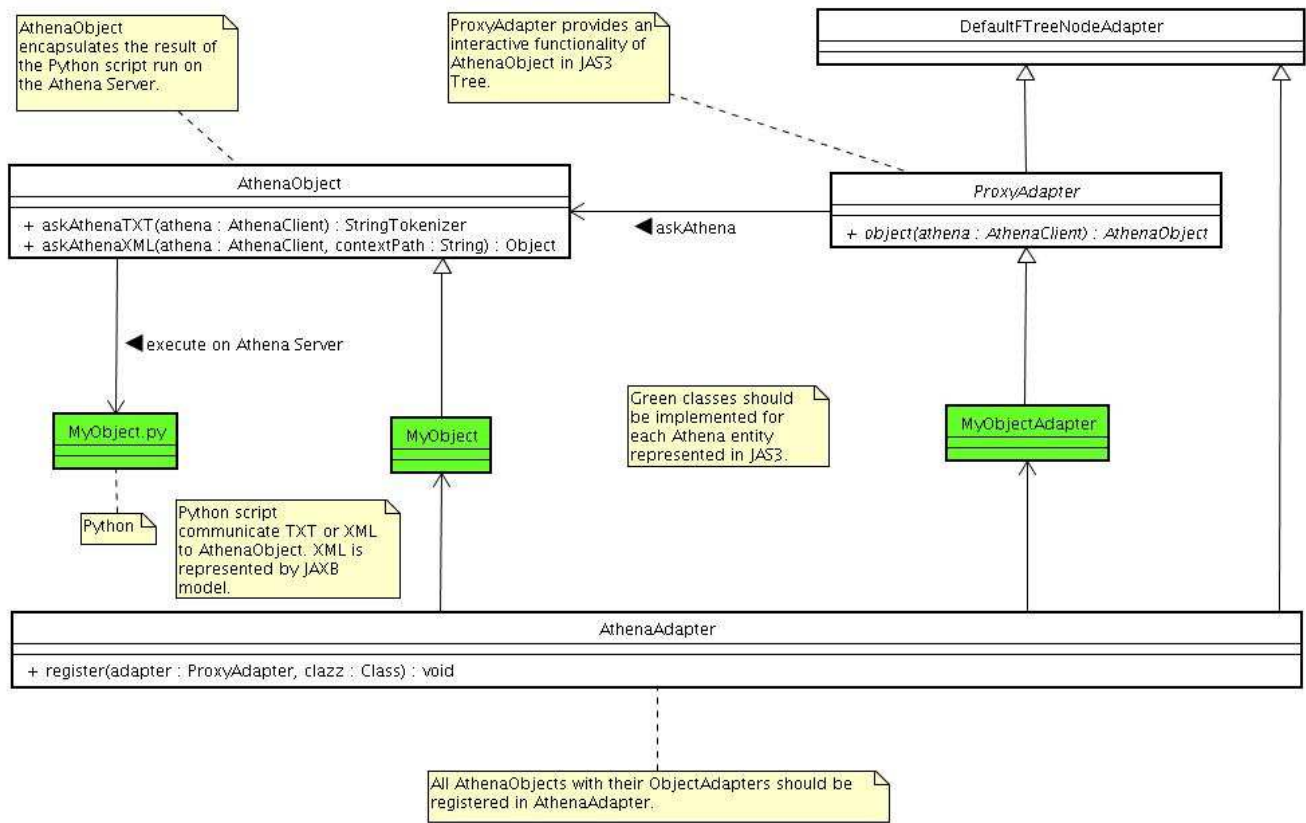 AthenaObject
encapsulates the result of
the Python script run on
the Athena Server.
ProxyAdapter provides an
interactive functionality of
AthenaObject in JAS3
Tree.
DefaultFTreeNodeAdapter
AthenaObject
+ askAthenaTXT(athena : AthenaClient) : StringTokenizer
+ askAthenaXML(athena : AthenaClient, contextPath : String) : Object
askAthena
ProxyAdapter
+ object(athena : AthenaClient) : AthenaObject
execute on Athena Server
MyObject.py
MyObject
Green classes should
be implemented for
each Athena entity
represented in JAS3.
MyObjectAdapter
Python
Python script
communicate TXT or XML
to AthenaObject. XML is
represented by JAXB
model.
AthenaAdapter
+ register(adapter : ProxyAdapter, clazz : Class) : void
All AthenaObjects with their ObjectAdapters should be
registered in AthenaAdapter.